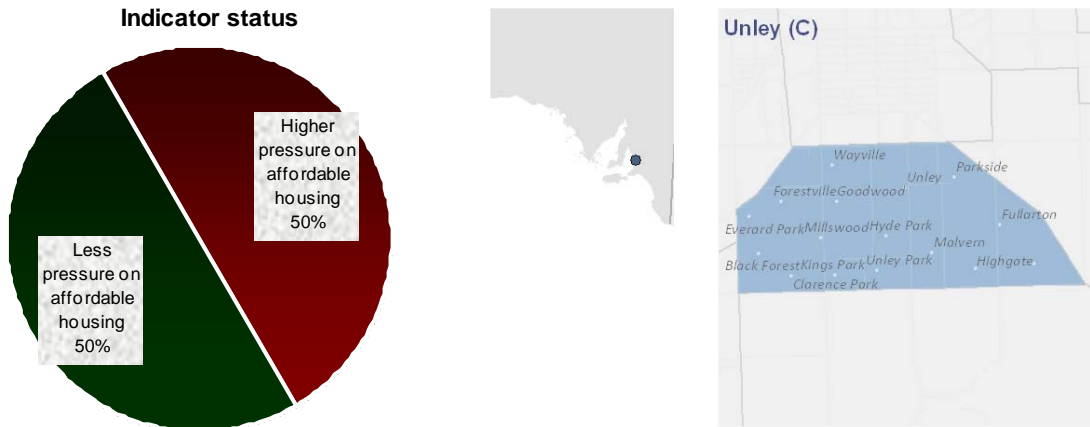 Indicator status
Higher
pressure on
affordable
housing
50%
Less
pressure on
affordable
housing
50%
Unley (C)
Wayville
Unley
Parkside
Forestville
Goodwood
Fullarton
Everard Park
Millswood
Hyde Park
Malvern
Black Forest
Kings Park
Unley Park
Highgate
Clarence Park